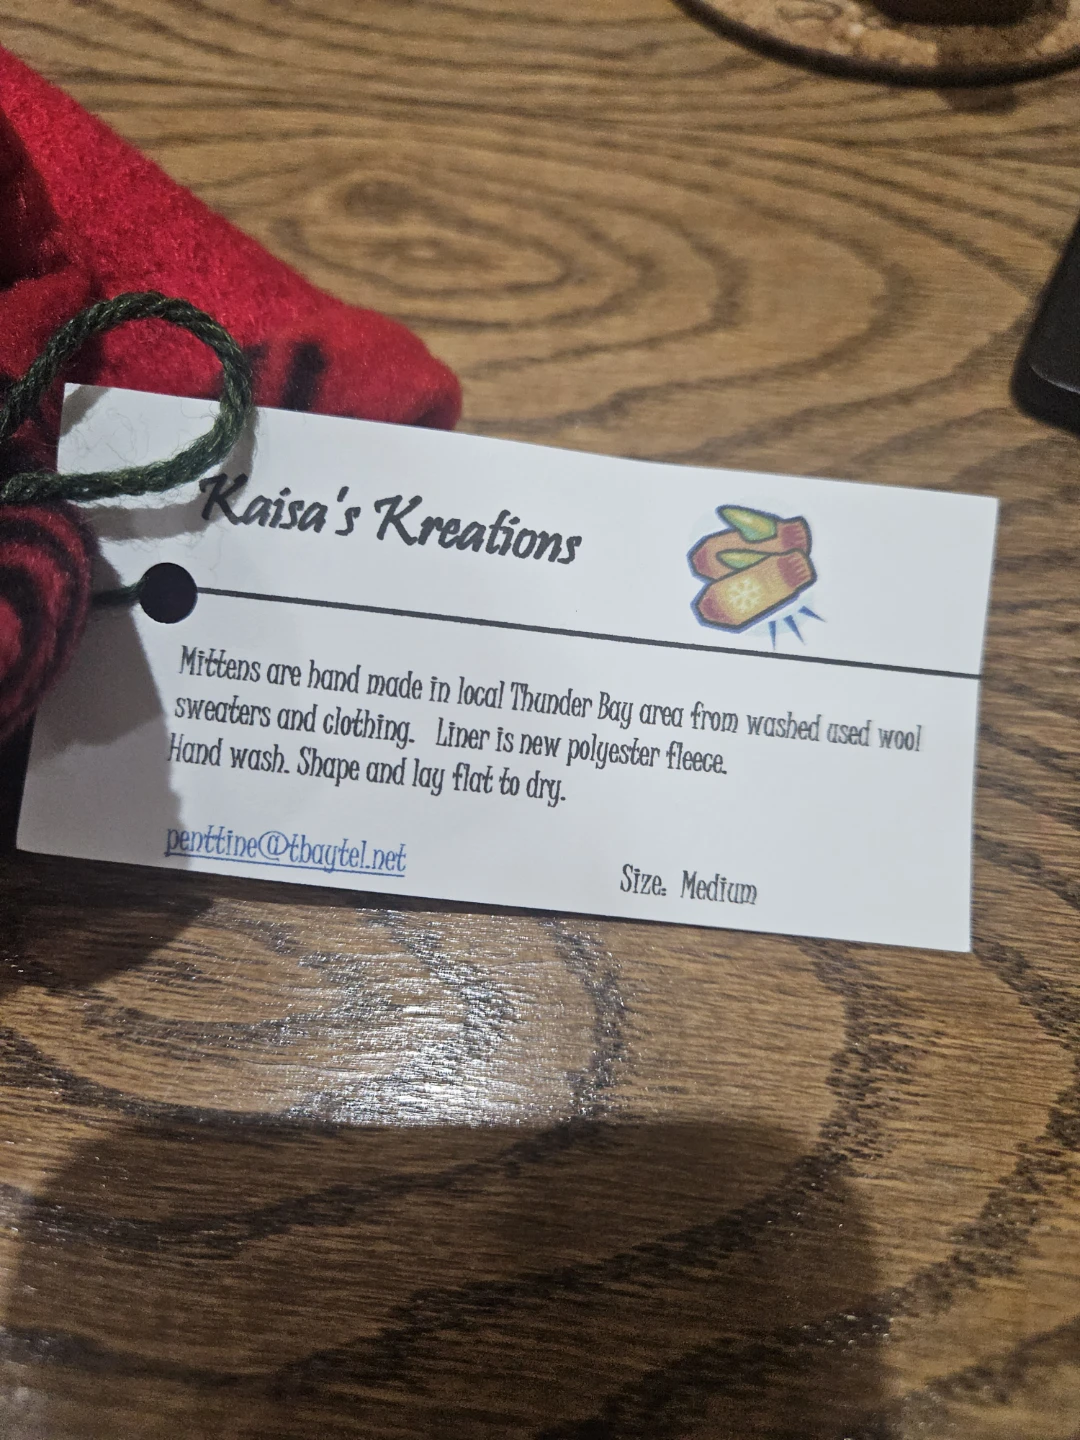 Kaisa's Kreations
Mittens are hand made in local Thunder Bay area from washed used wool
sweaters and clothing.   Liner is new polyester fleece.
Hand wash. Shape and lay flat to dry.
penttine@tbaytel.net
Size:  Medium